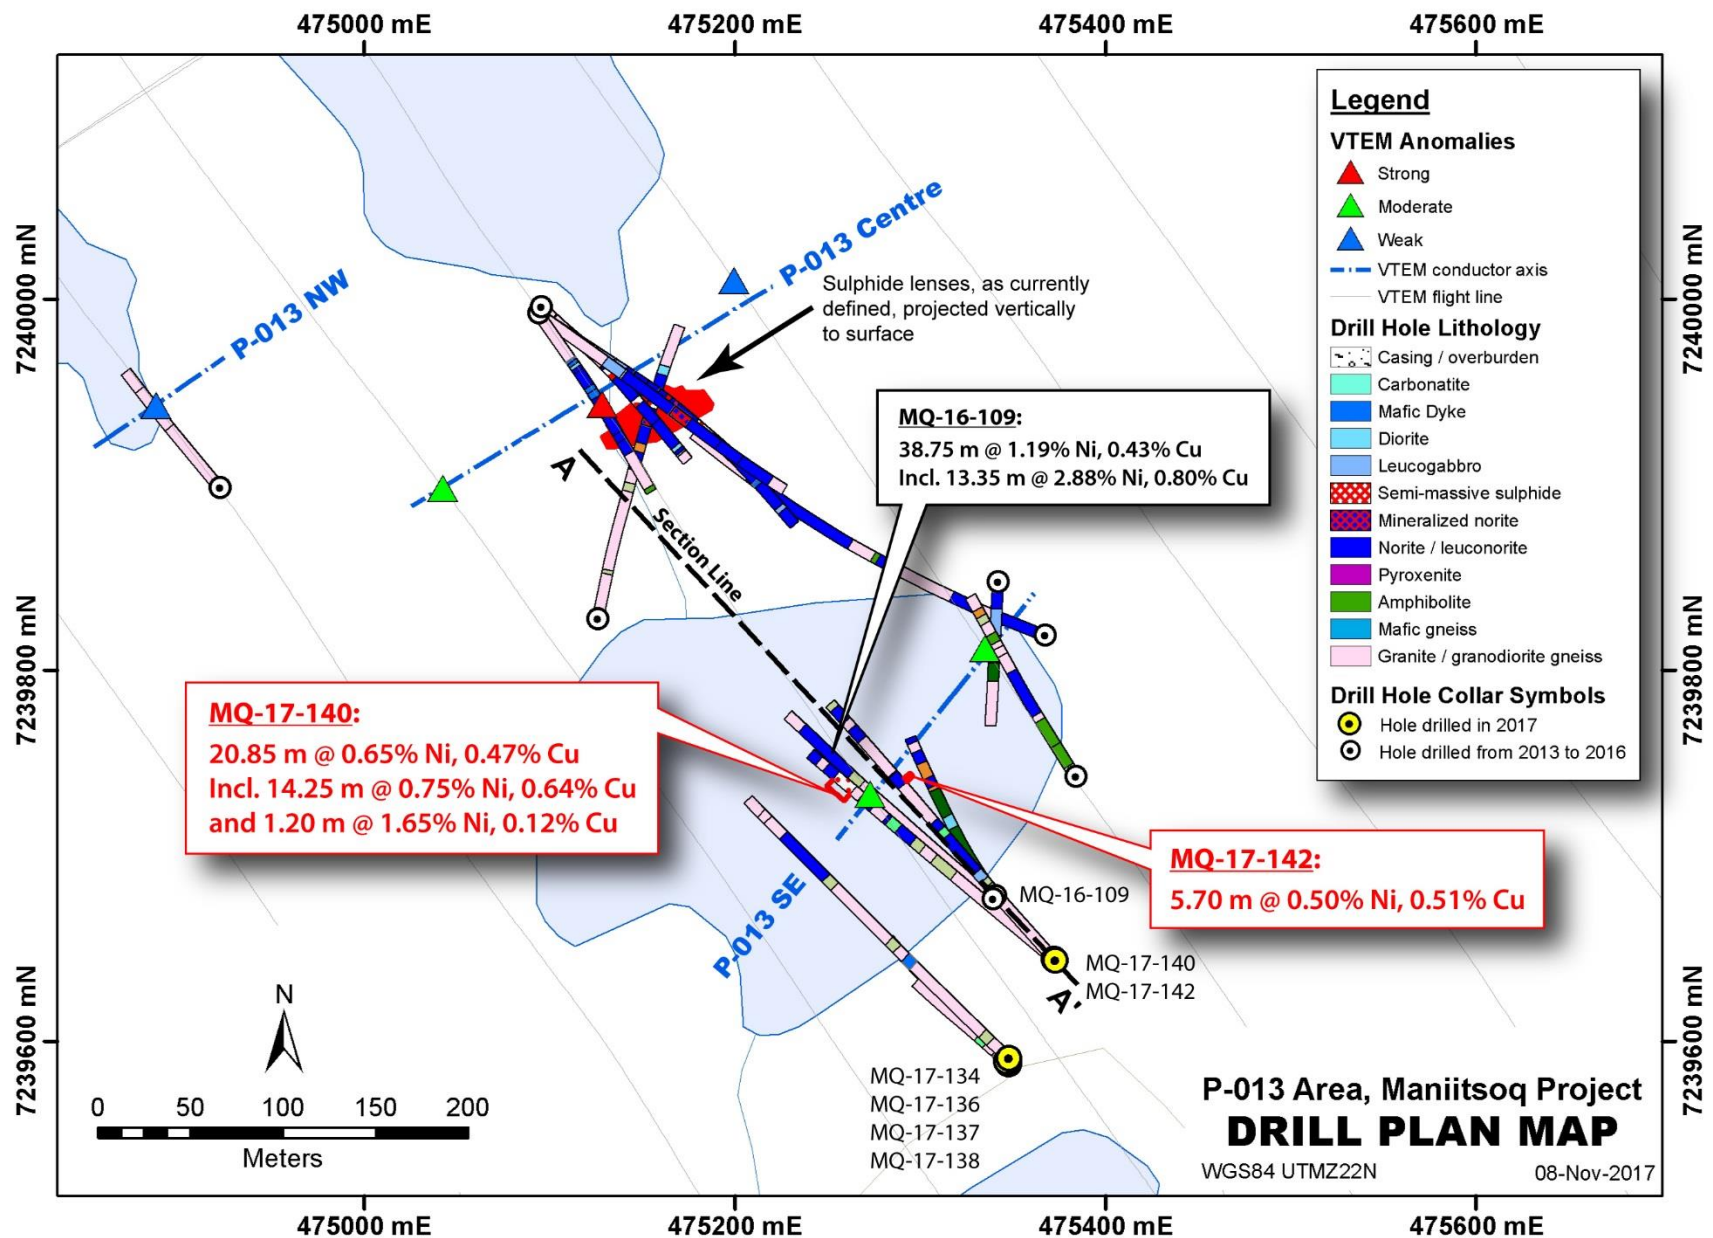 475000 mE
475200 mE
475400 mE
475600 mE
7240000 mN
7239800 mN
7239600 mN
7240000 mN
7239800 mN
7239600 mN
P-013 NW
P-013 Centre
Sulphide lenses, as currently
defined, projected vertically
to surface
A
Section Line
MQ-16-109:
38.75 m @ 1.19% Ni, 0.43% Cu
Incl. 13.35 m @ 2.88% Ni, 0.80% Cu
MQ-17-140:
20.85 m @ 0.65% Ni, 0.47% Cu
Incl. 14.25 m @ 0.75% Ni, 0.64% Cu
and 1.20 m @ 1.65% Ni, 0.12% Cu
MQ-17-142:
5.70 m @ 0.50% Ni, 0.51% Cu
P-013 SE
MQ-16-109
MQ-17-140
MQ-17-142
A'
MQ-17-134
MQ-17-136
MQ-17-137
MQ-17-138
Legend
VTEM Anomalies
Strong
Moderate
Weak
VTEM conductor axis
VTEM flight line
Drill Hole Lithology
Casing / overburden
Carbonatite
Mafic Dyke
Diorite
Leucogabbro
Semi-massive sulphide
Mineralized norite
Norite / leuconorite
Pyroxenite
Amphibolite
Mafic gneiss
Granite / granodiorite gneiss
Drill Hole Collar Symbols
Hole drilled in 2017
Hole drilled from 2013 to 2016
N
0 50 100 150 200
Meters
P-013 Area, Maniitsoq Project
DRILL PLAN MAP
WGS84 UTMZ22N 08-Nov-2017
475000 mE
475200 mE
475400 mE
475600 mE